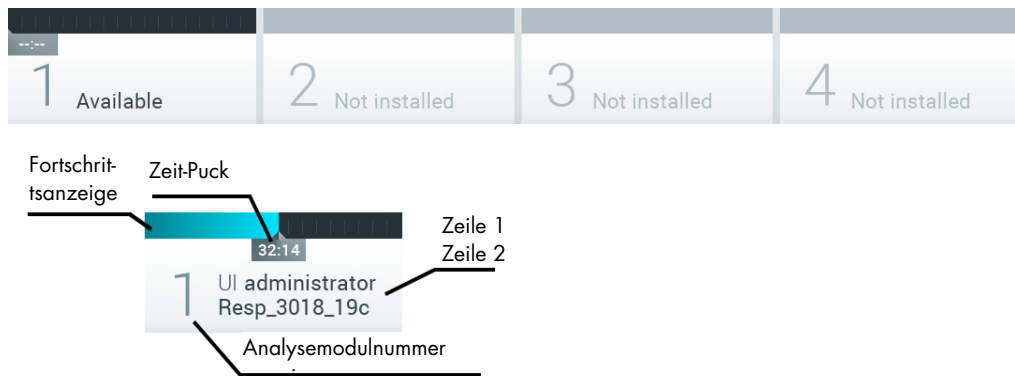 --:--
1 Available
2 Not installed
3 Not installed
4 Not installed
Fortschrit-
tsanzeige
Zeit-Puck
Zeile 1
Zeile 2
32:14
1 UI administrator
Resp_3018_19c
Analysemodulnummer